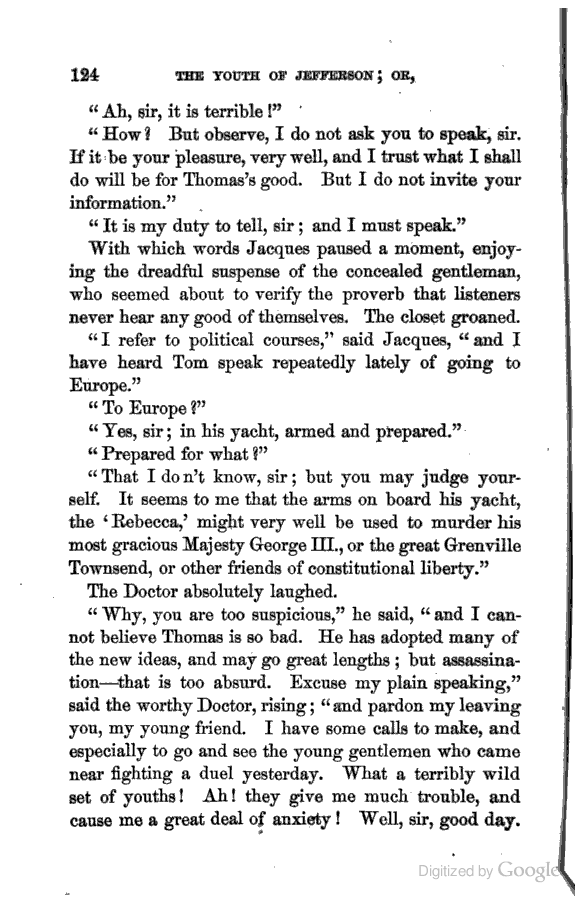 124 THE YOUTH OF JEFFERSON; OR,
“Ah, sir, it is terrible!”
“How? But observe, I do not ask you to speak, sir.
If it be your pleasure, very well, and I trust what I shall
do will be for Thomas’s good. But I do not invite your
information.”
“It is my duty to tell, sir; and I must speak.”
With which words Jacques paused a moment, enjoy-
ing the dreadful suspense of the concealed gentleman,
who seemed about to verify the proverb that listeners
never hear any good of themselves. The closet groaned.
“I refer to political courses,” said Jacques, “and I
have heard Tom speak repeatedly lately of going to
Europe.”
“To Europe?”
“Yes, sir; in his yacht, armed and prepared.”
“Prepared for what?”
“That I don’t know, sir; but you may judge your-
self. It seems to me that the arms on board his yacht,
the ‘Rebecca,’ might very well be used to murder his
most gracious Majesty George III., or the great Grenville
Townsend, or other friends of constitutional liberty.”
The Doctor absolutely laughed.
“Why, you are too suspicious,” he said, “and I can-
not believe Thomas is so bad. He has adopted many of
the new ideas, and may go great lengths; but assassina-
tion—that is too absurd. Excuse my plain speaking,”
said the worthy Doctor, rising; “and pardon my leaving
you, my young friend. I have some calls to make, and
especially to go and see the young gentlemen who came
near fighting a duel yesterday. What a terribly wild
set of youths! Ah! they give me much trouble, and
cause me a great deal of anxiety! Well, sir, good day.
Digitized by Google